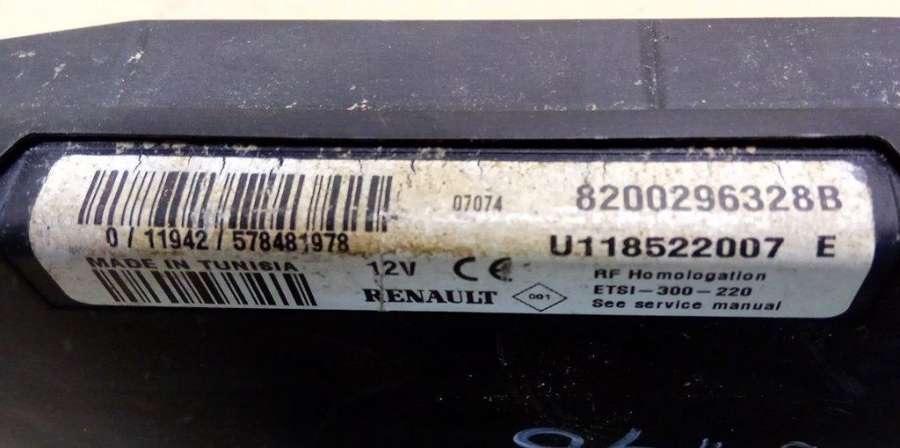 07074 8200296328B
0/11942/578481978 U118522007 E
MADE IN TUNISIA 12V CE RF Homologation
RENAULT 001 ETSI-300-220
See service manual